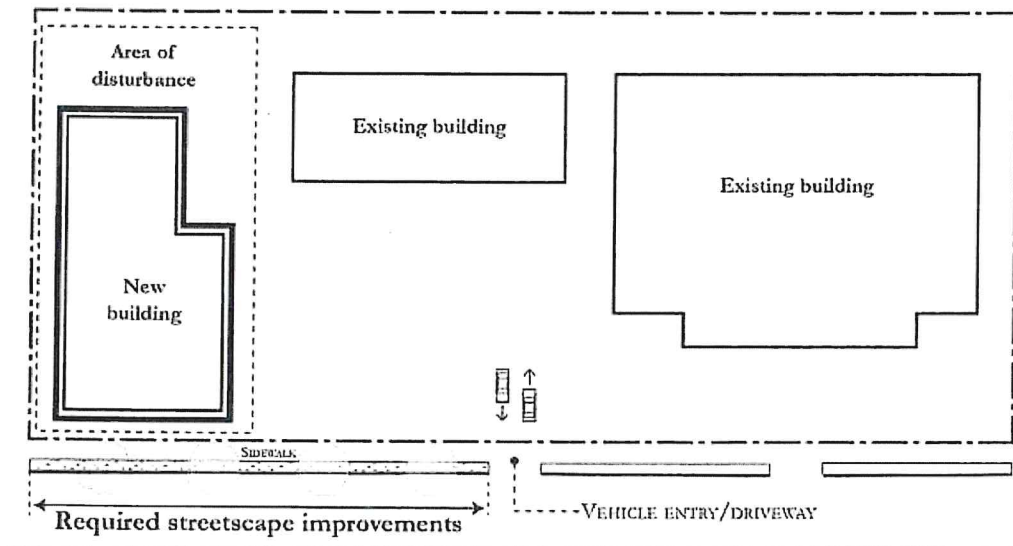 Area of
disturbance
Existing building
Existing building
New
building
SIDEWALK
Required streetscape improvements
VEHICLE ENTRY/DRIVEWAY